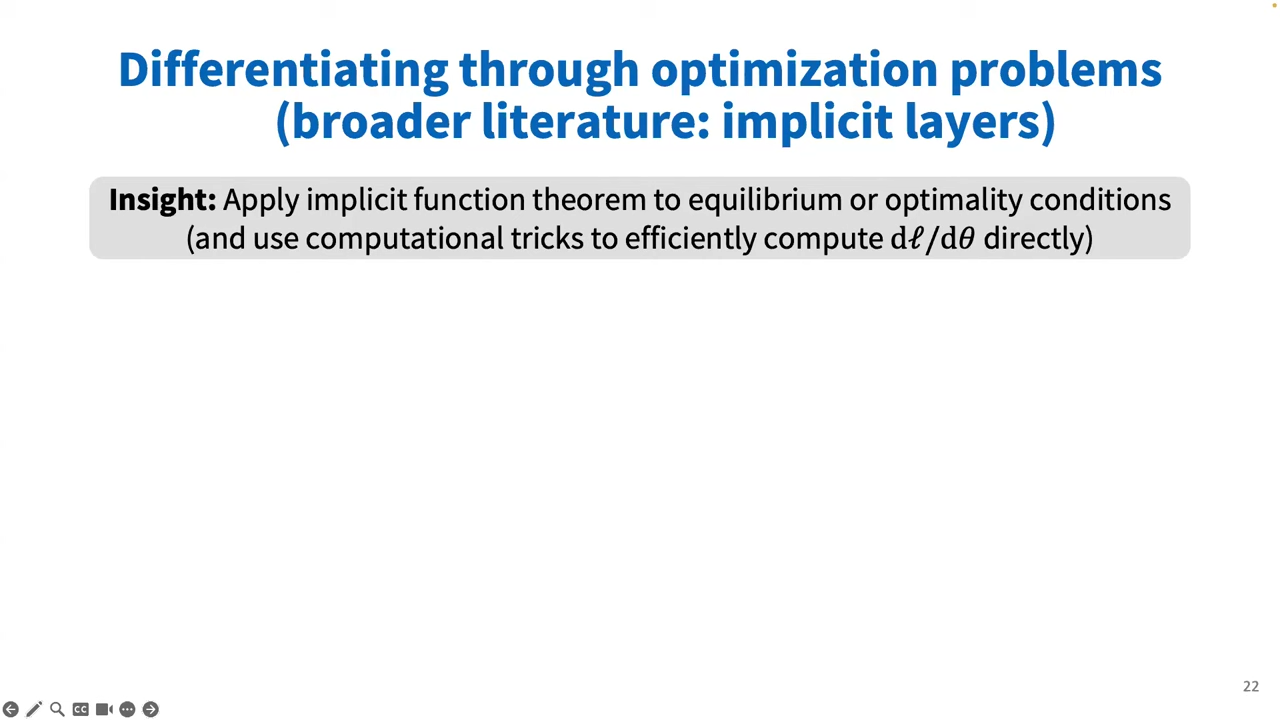 Differentiating through optimization problems
(broader literature: implicit layers)
Insight: Apply implicit function theorem to equilibrium or optimality conditions
(and use computational tricks to efficiently compute dℓ/dθ directly)
22
CC